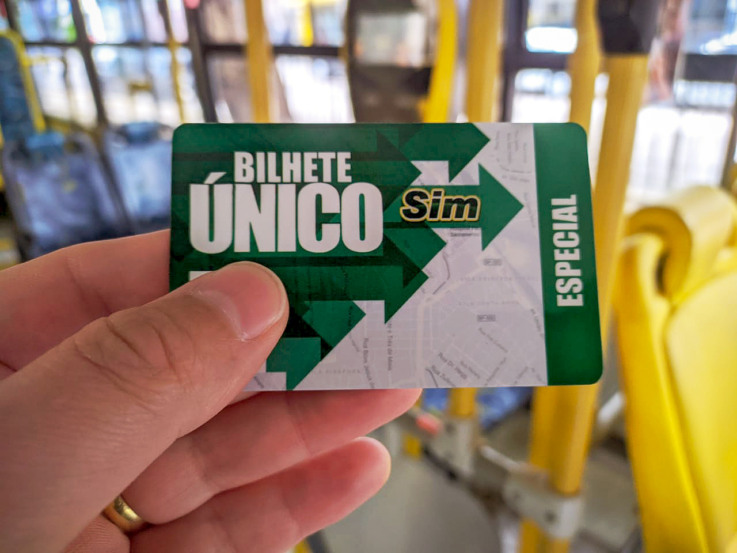 BILHETE
ÚNICO
Sim
ESPECIAL